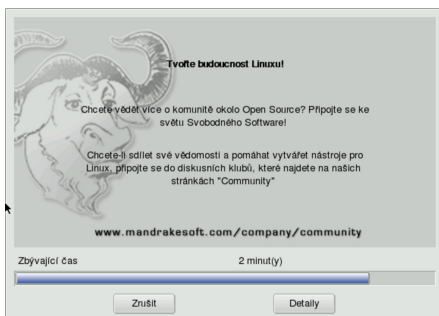 Tvořte budoucnost Linuxu!
Chcete vědět více o komunitě okolo Open Source? Připojte se ke
světu Svobodného Software!
Chcete-li sdílet své vědomosti a pomáhat vytvářet nástroje pro
Linux, připojte se do diskusních klubů, které najdete na našich
stránkách "Community"
www.mandrakesoft.com/company/community
Zbývající čas 2 minut(y)
Zrušit Detaily